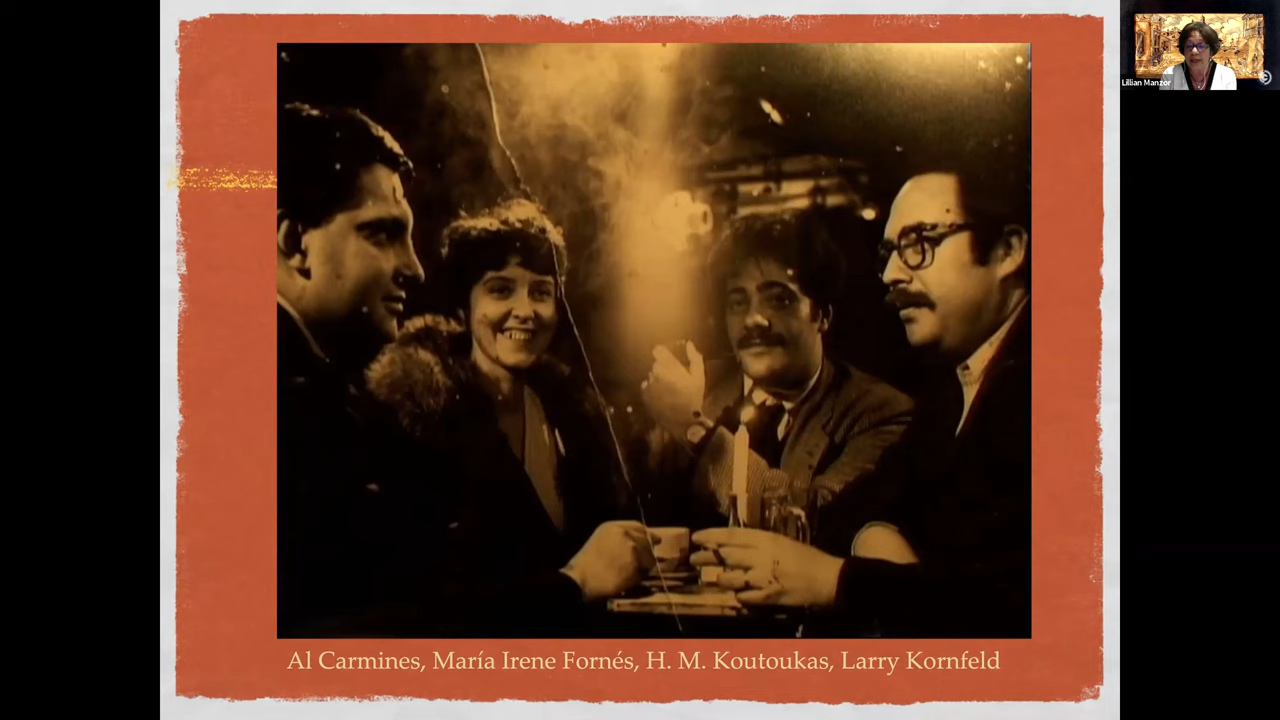 Lillian Manzor
Al Carmines, María Irene Fornés, H. M. Koutoukas, Larry Kornfeld